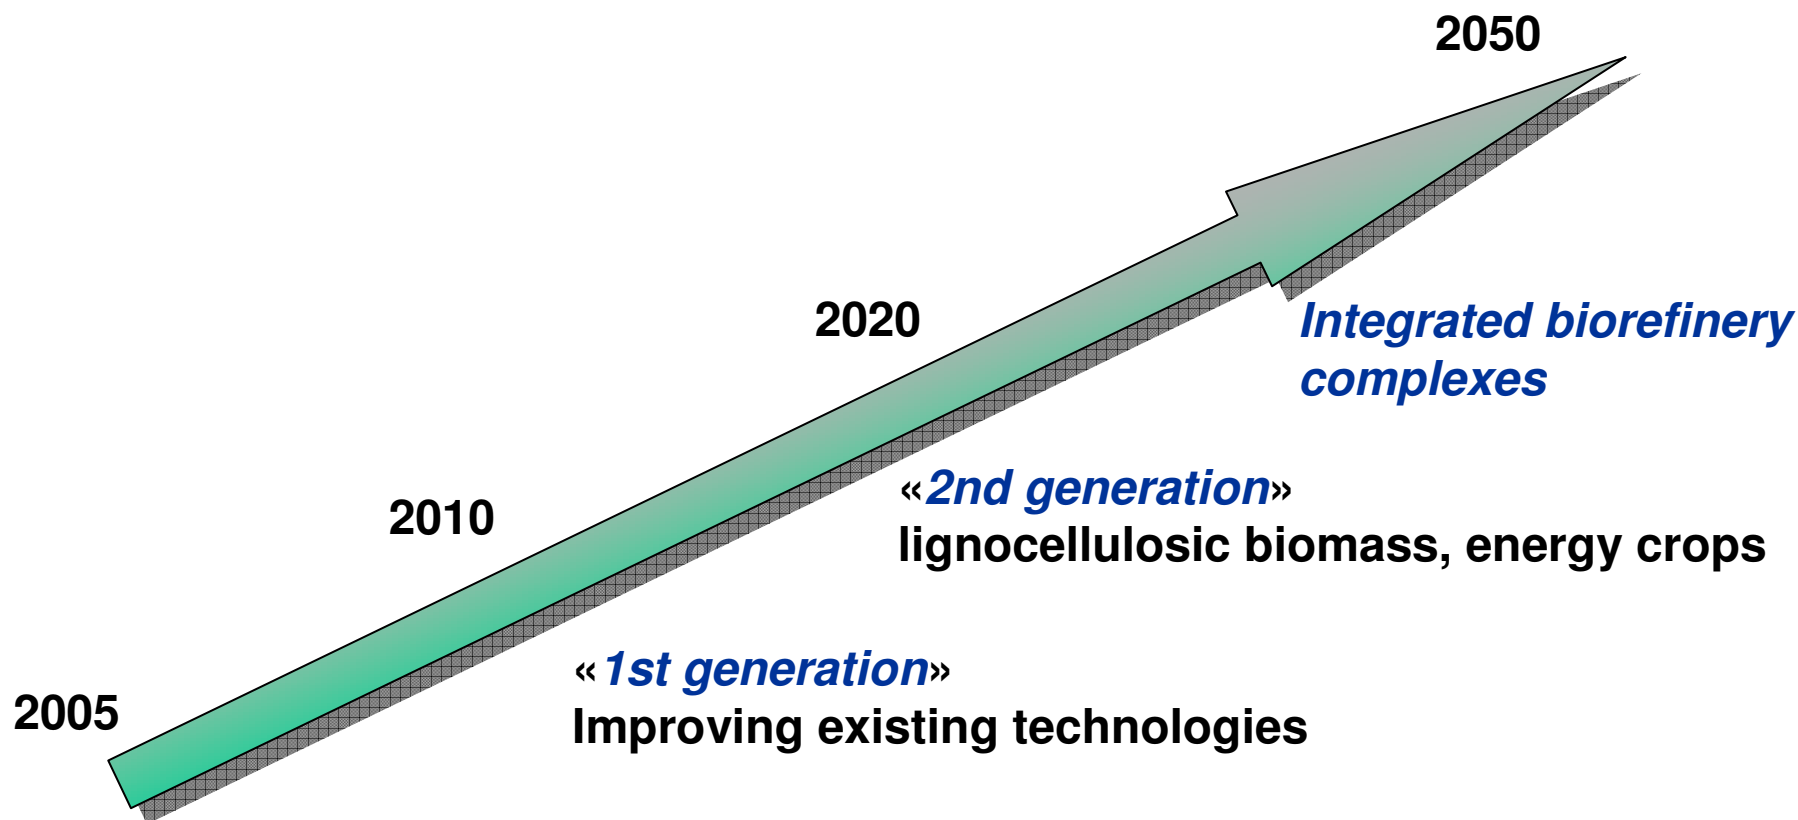 2050
2020
Integrated biorefinery
complexes
2010
«2nd generation»
lignocellulosic biomass, energy crops
2005
«1st generation»
Improving existing technologies